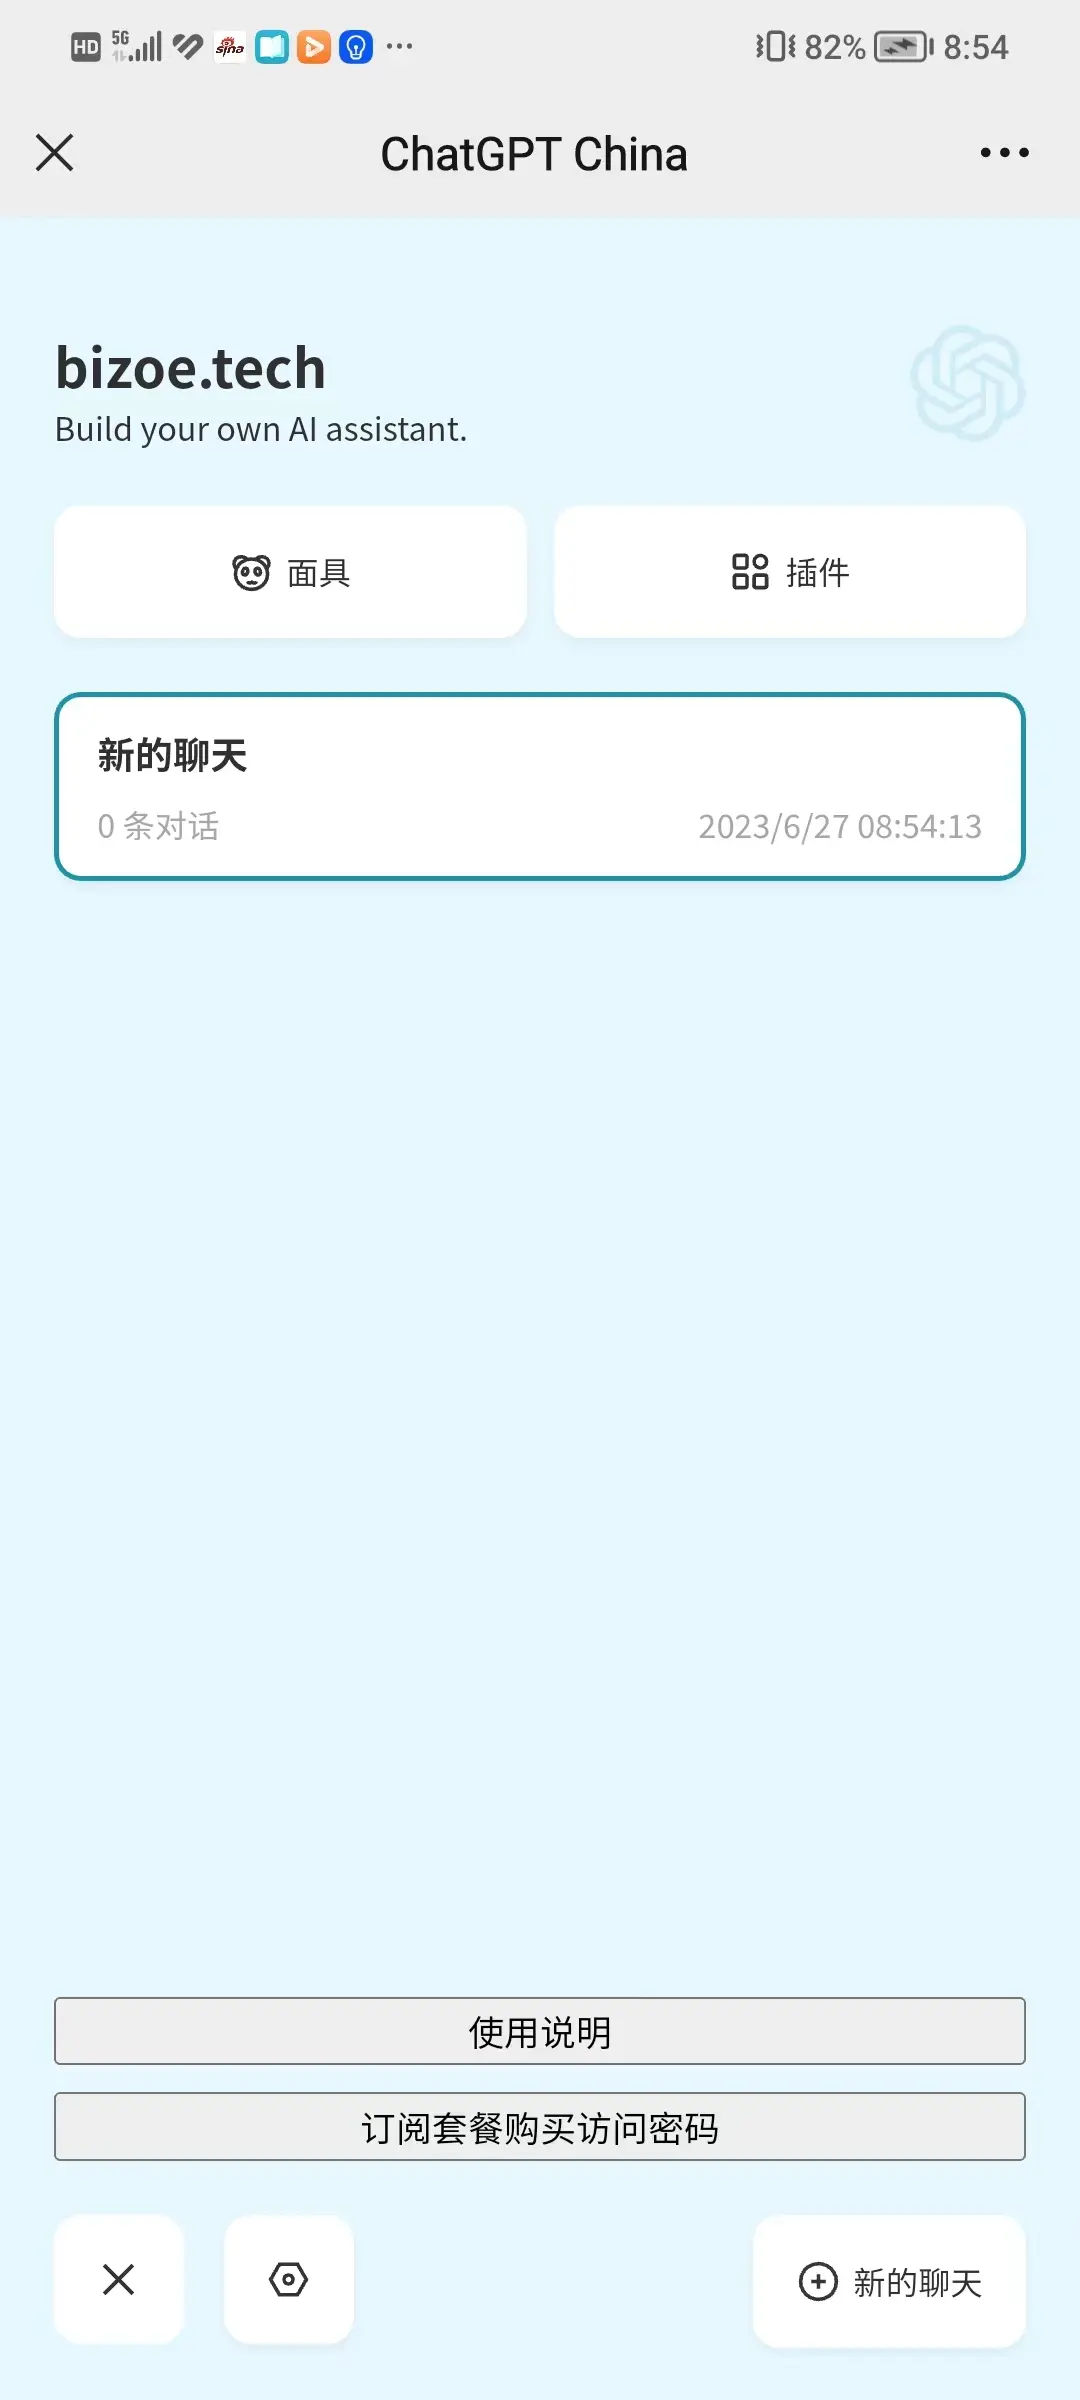 HD 5G sina 82% 8:54
ChatGPT China
bizoe.tech
Build your own AI assistant.
面具
插件
新的聊天
0 条对话 2023/6/27 08:54:13
使用说明
订阅套餐购买访问密码
新的聊天